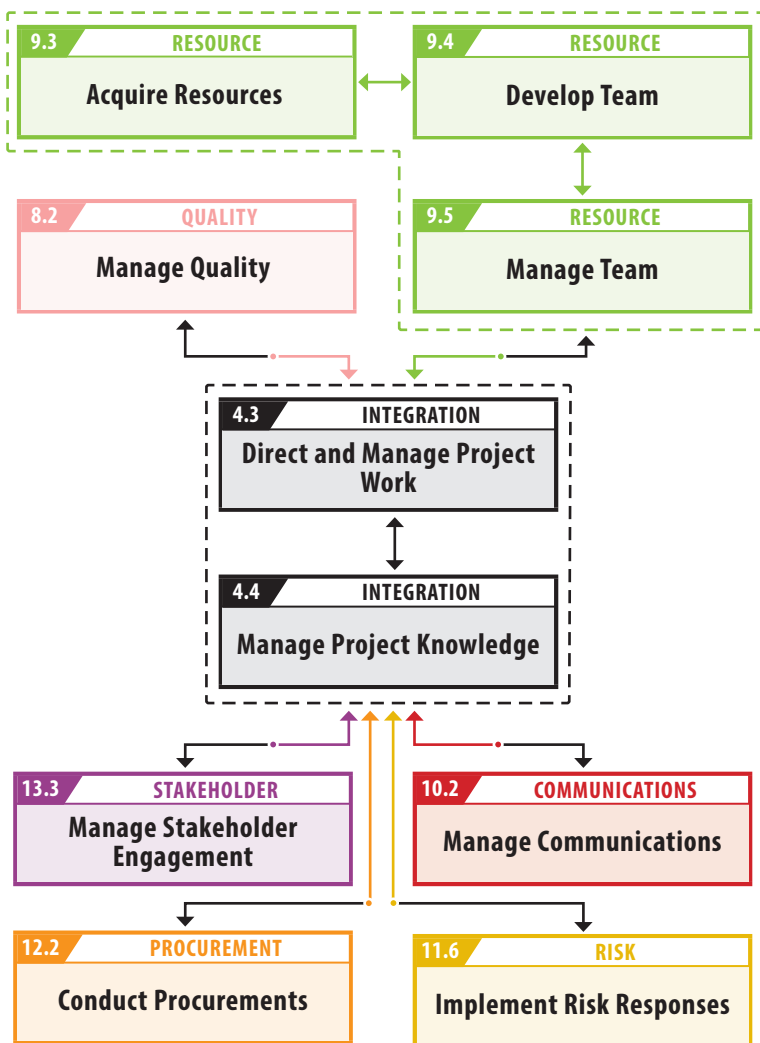 9.3 RESOURCE
Acquire Resources
9.4 RESOURCE
Develop Team
8.2 QUALITY
Manage Quality
9.5 RESOURCE
Manage Team
4.3 INTEGRATION
Direct and Manage Project
Work
4.4 INTEGRATION
Manage Project Knowledge
13.3 STAKEHOLDER
Manage Stakeholder
Engagement
10.2 COMMUNICATIONS
Manage Communications
12.2 PROCUREMENT
Conduct Procurements
11.6 RISK
Implement Risk Responses